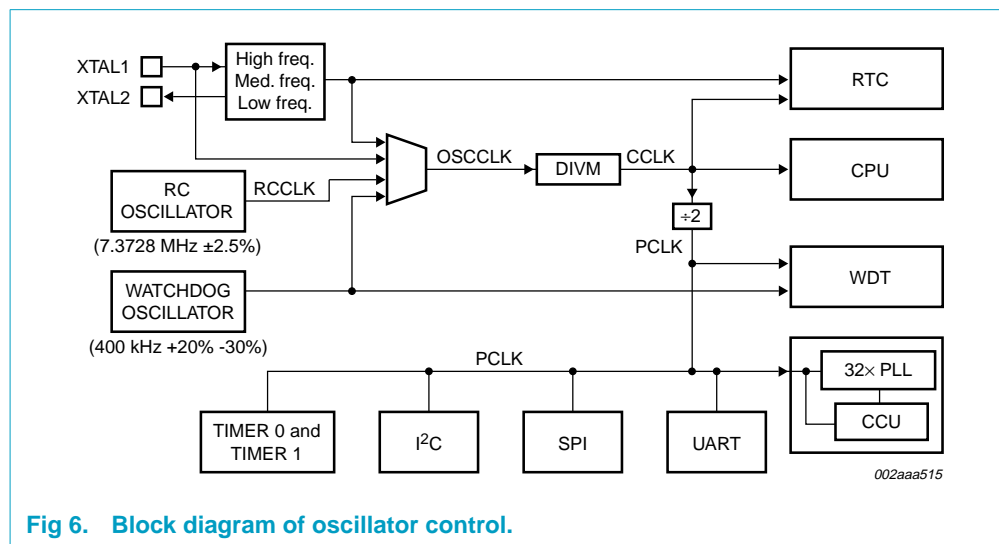 XTAL1
XTAL2
High freq.
Med. freq.
Low freq.
RTC
OSCCLK
DIVM
CCLK
CPU
RC
OSCILLATOR
RCCLK
(7.3728 MHz ±2.5%)
÷2
PCLK
WATCHDOG
OSCILLATOR
WDT
(400 kHz +20% -30%)
PCLK
32× PLL
CCU
TIMER 0 and
TIMER 1
I²C
SPI
UART
002aaa515
Fig 6. Block diagram of oscillator control.